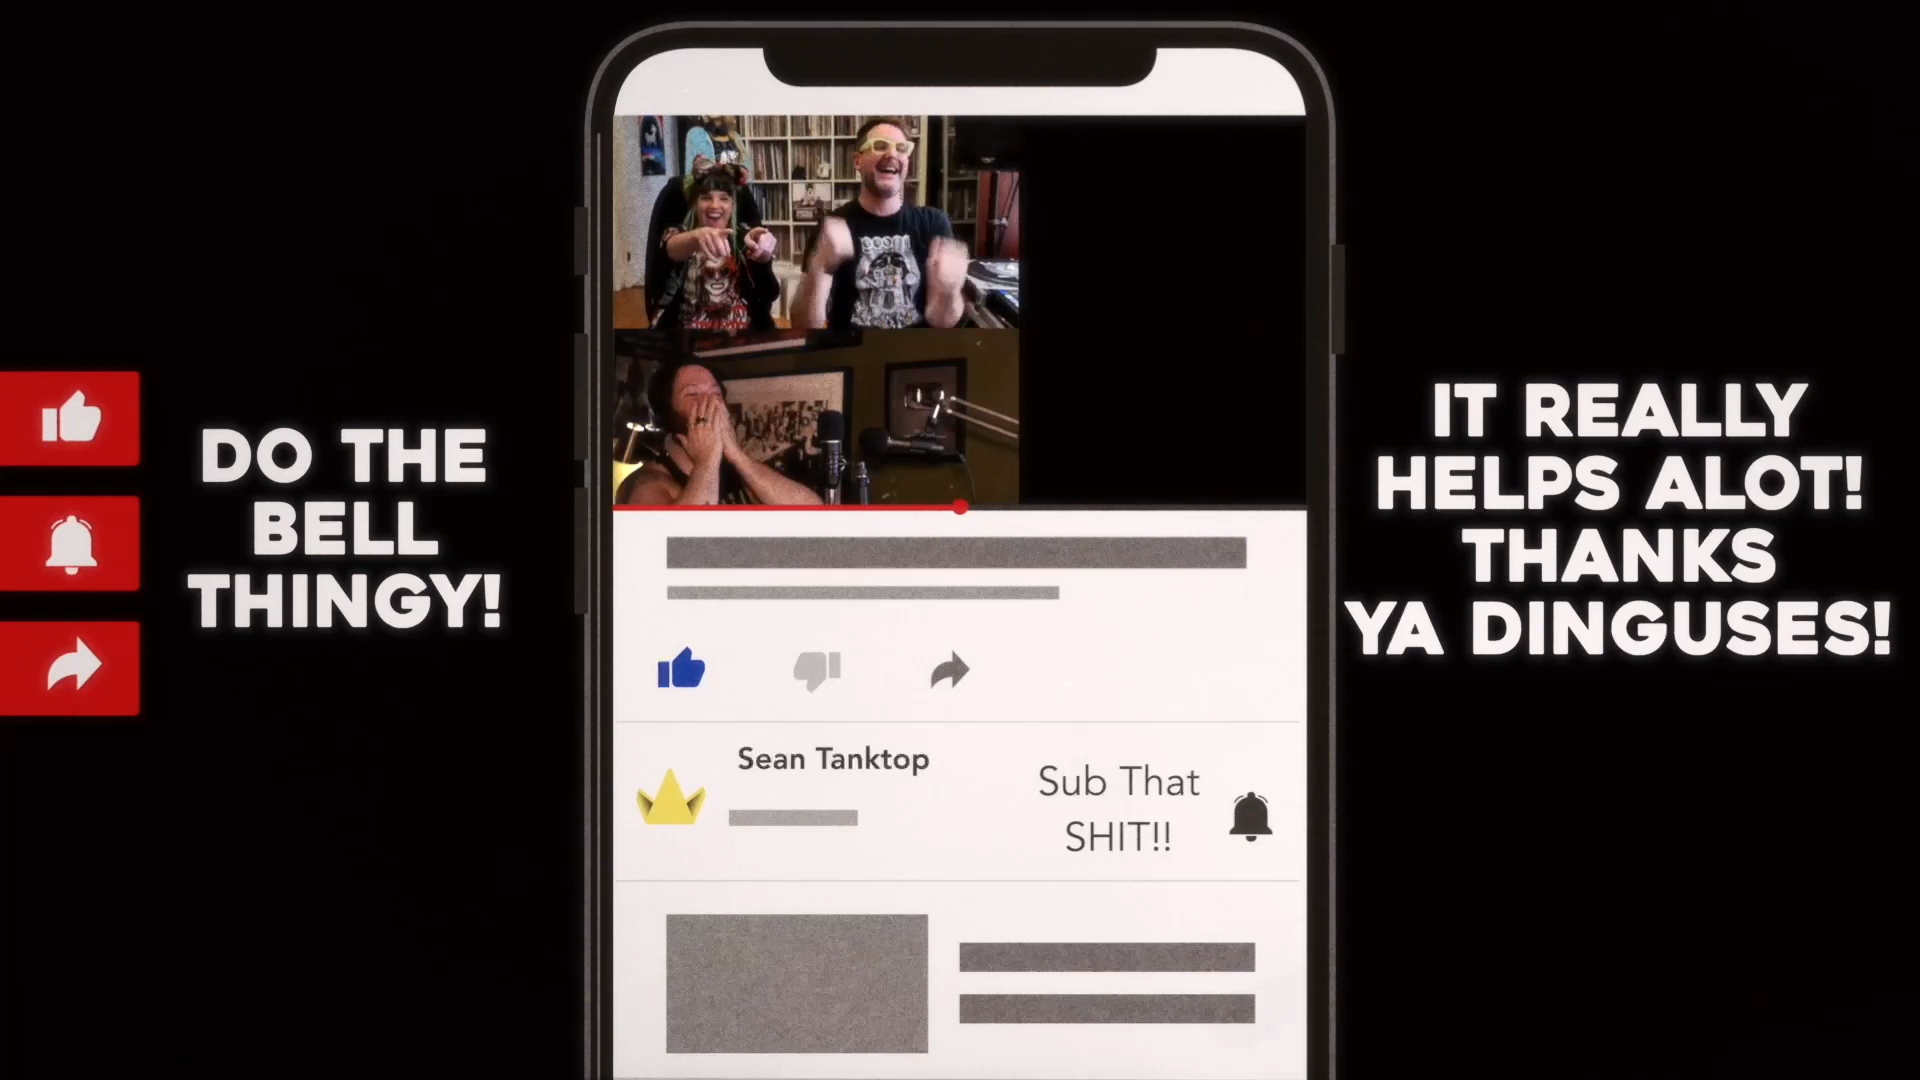 DO THE
BELL
THINGY!
IT REALLY
HELPS ALOT!
THANKS
YA DINGUSES!
Sean Tanktop
Sub That
SHIT!!